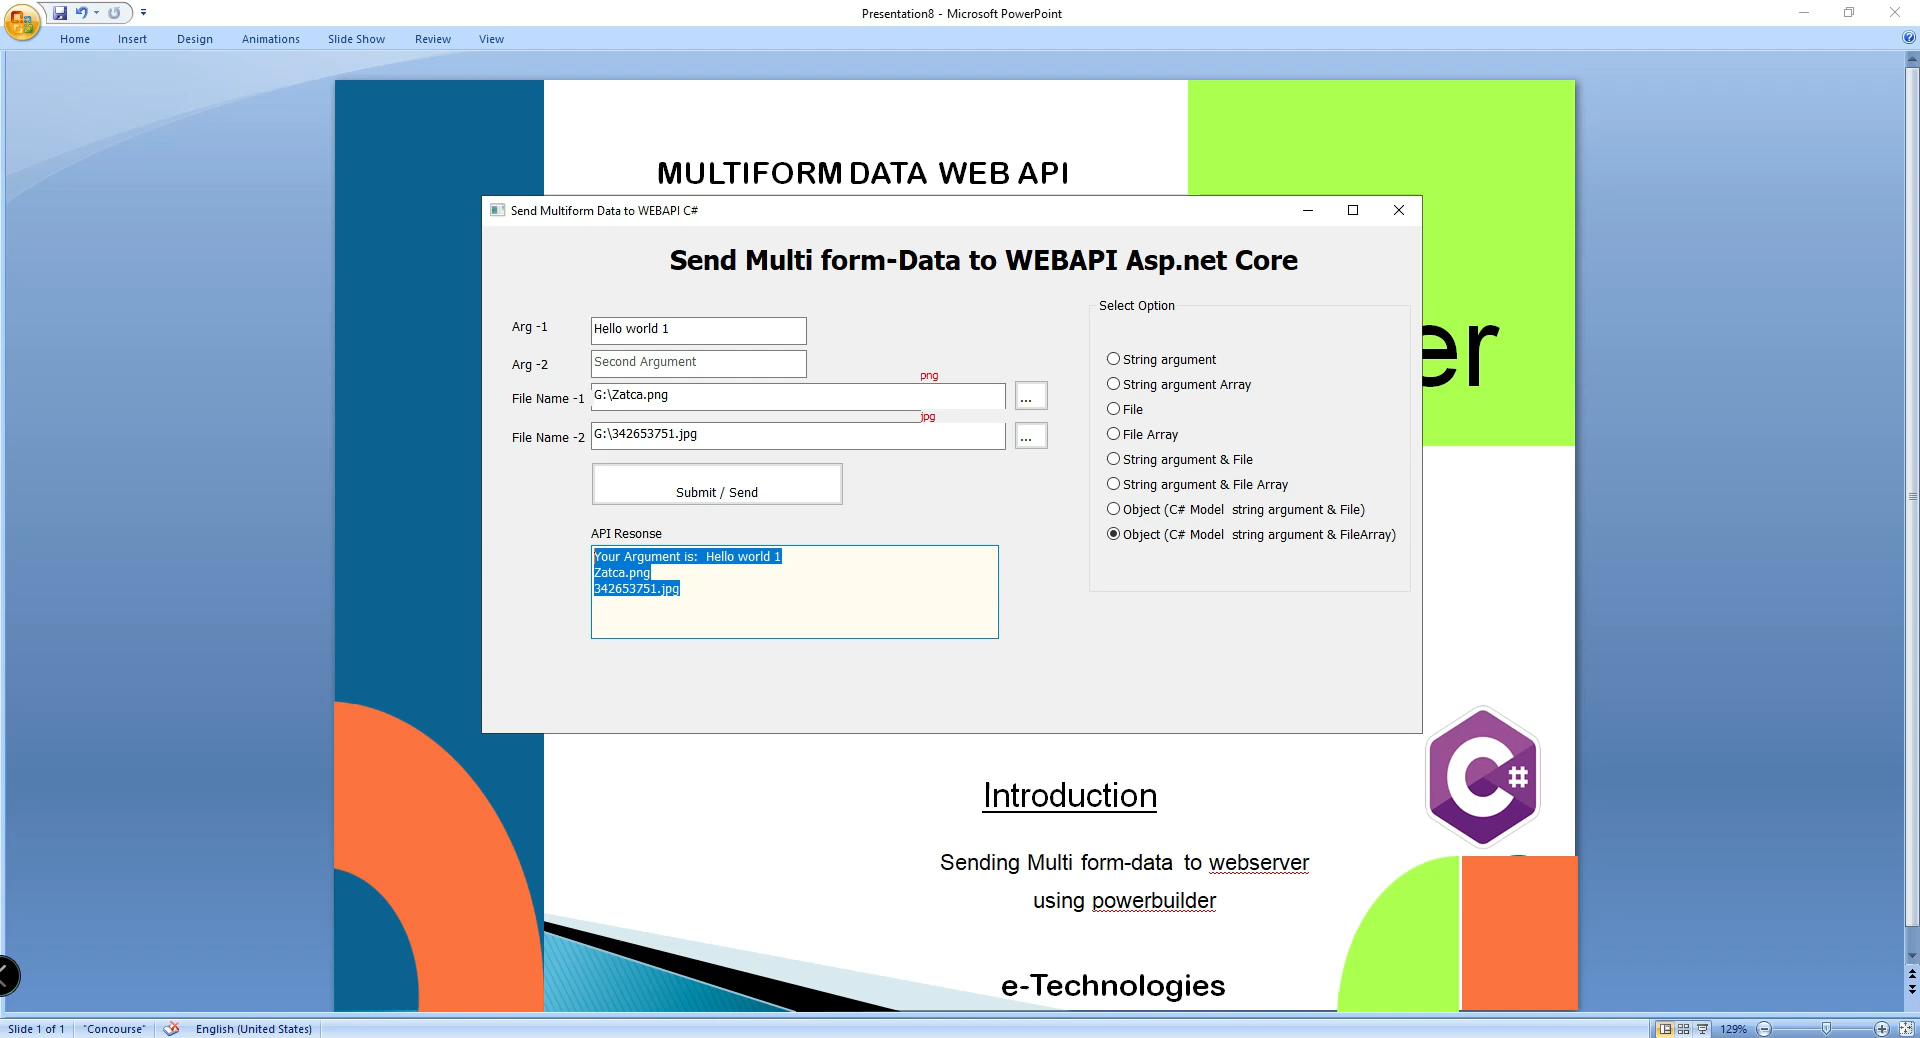 Presentation8 - Microsoft PowerPoint
Home Insert Design Animations Slide Show Review View
MULTIFORM DATA WEB API
er
Send Multiform Data to WEBAPI C#
Send Multi form-Data to WEBAPI Asp.net Core
Arg -1 Hello world 1
Arg -2 Second Argument
png
File Name -1 G:\Zatca.png ...
jpg
File Name -2 G:\342653751.jpg ...
Submit / Send
API Resonse
Your Argument is:  Hello world 1
Zatca.png
342653751.jpg
Select Option
String argument
String argument Array
File
File Array
String argument & File
String argument & File Array
Object (C# Model  string argument & File)
Object (C# Model  string argument & FileArray)
C#
Introduction
Sending Multi form-data to webserver
using powerbuilder
e-Technologies
Slide 1 of 1 "Concourse" English (United States) 129%